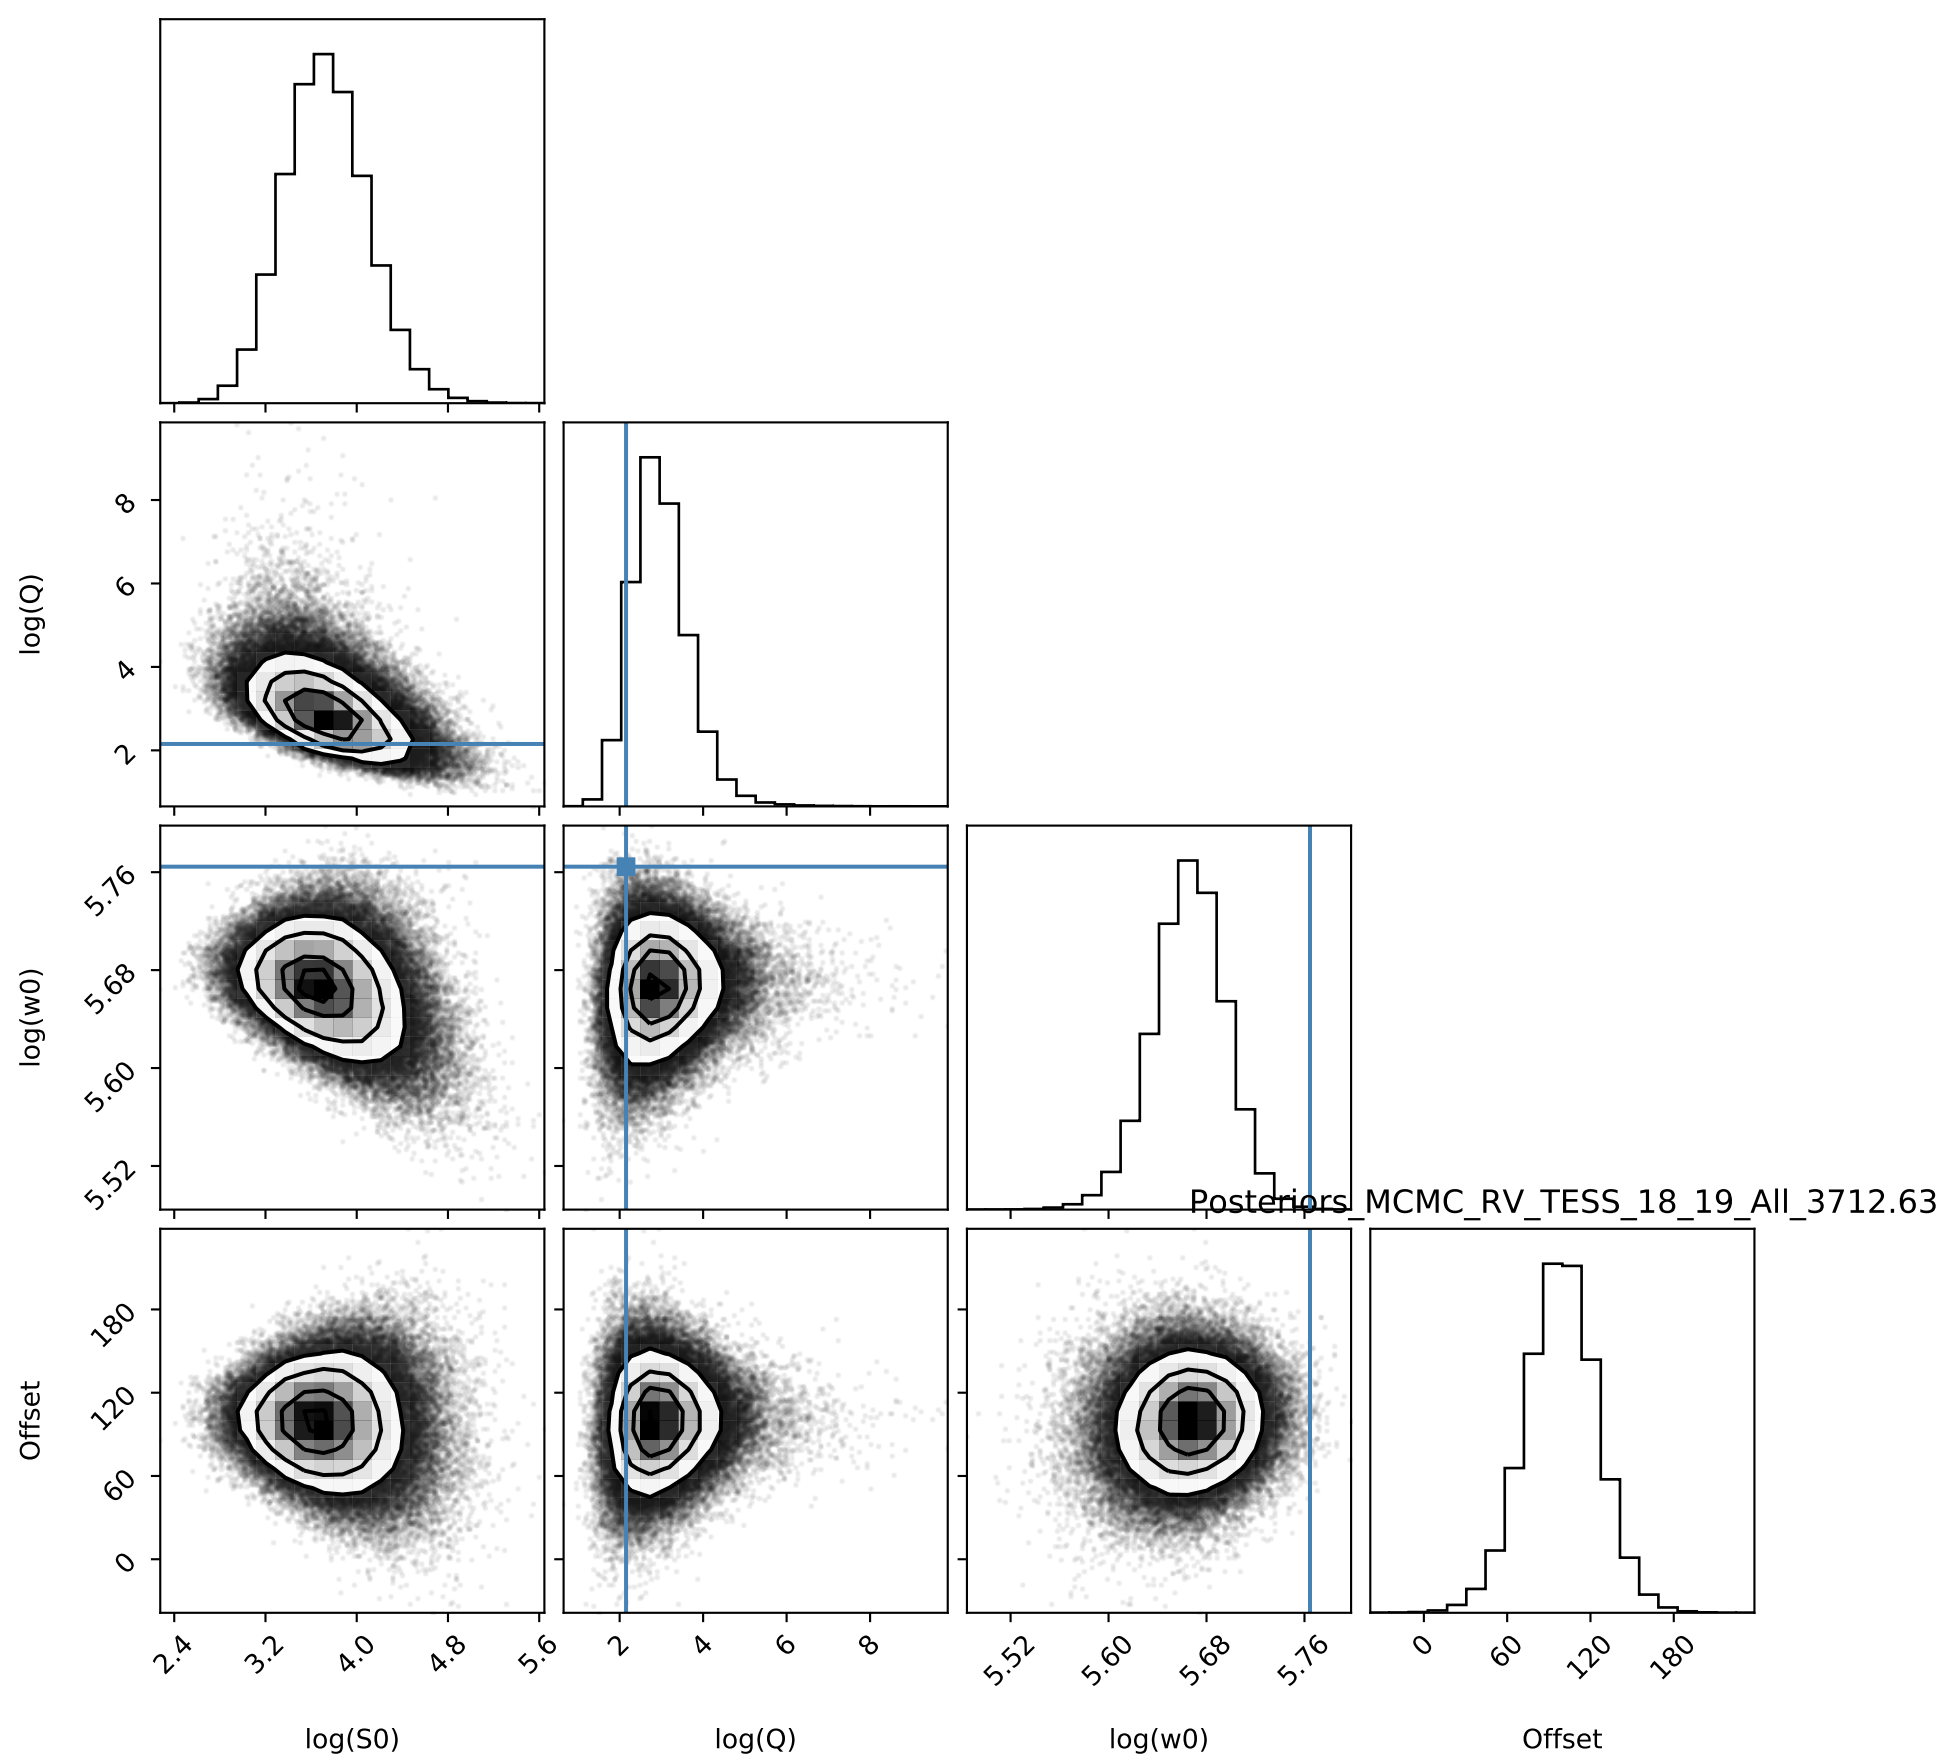 log(Q)
8
6
4
2
log(w0)
5.76
5.68
5.60
5.52
Posteriors_MCMC_RV_TESS_18_19_All_3712.63
Offset
180
120
60
0
2.4 3.2 4.0 4.8 5.6 2 4 6 8 5.52 5.60 5.68 5.76 0 60 120 180
log(S0) log(Q) log(w0) Offset